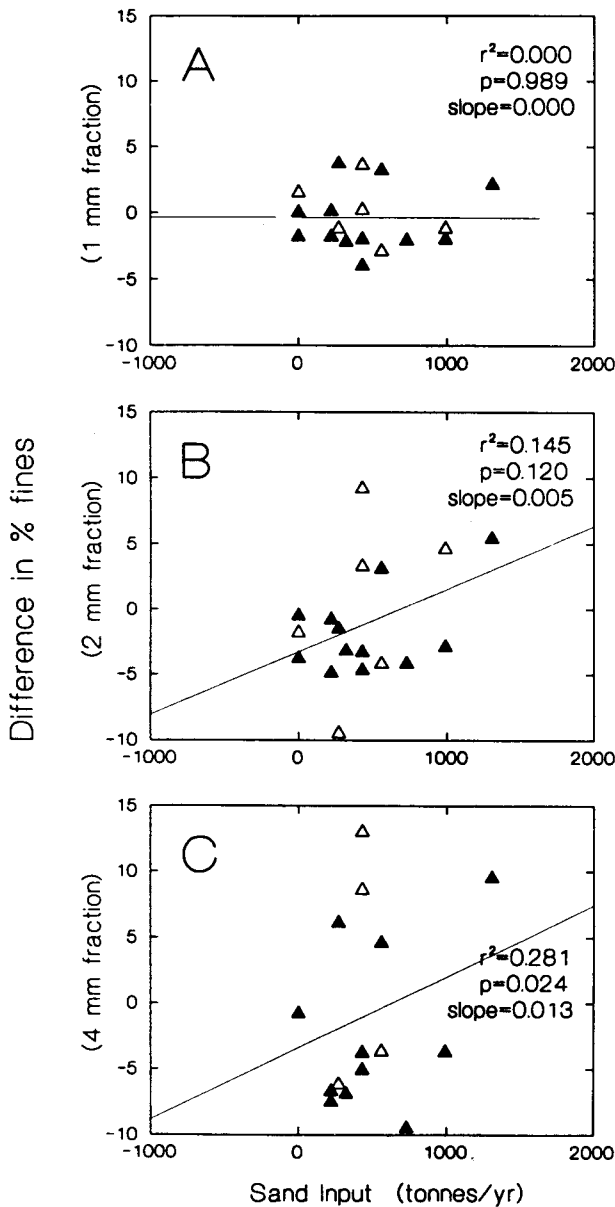 A
r²=0.000
p=0.989
slope=0.000
15
10
5
0
-5
-10
-1000 0 1000 2000
(1 mm fraction)
B
r²=0.145
p=0.120
slope=0.005
15
10
5
0
-5
-10
-1000 0 1000 2000
(2 mm fraction)
Difference in % fines
C
r²=0.281
p=0.024
slope=0.013
15
10
5
0
-5
-10
-1000 0 1000 2000
(4 mm fraction)
Sand Input (tonnes/yr)